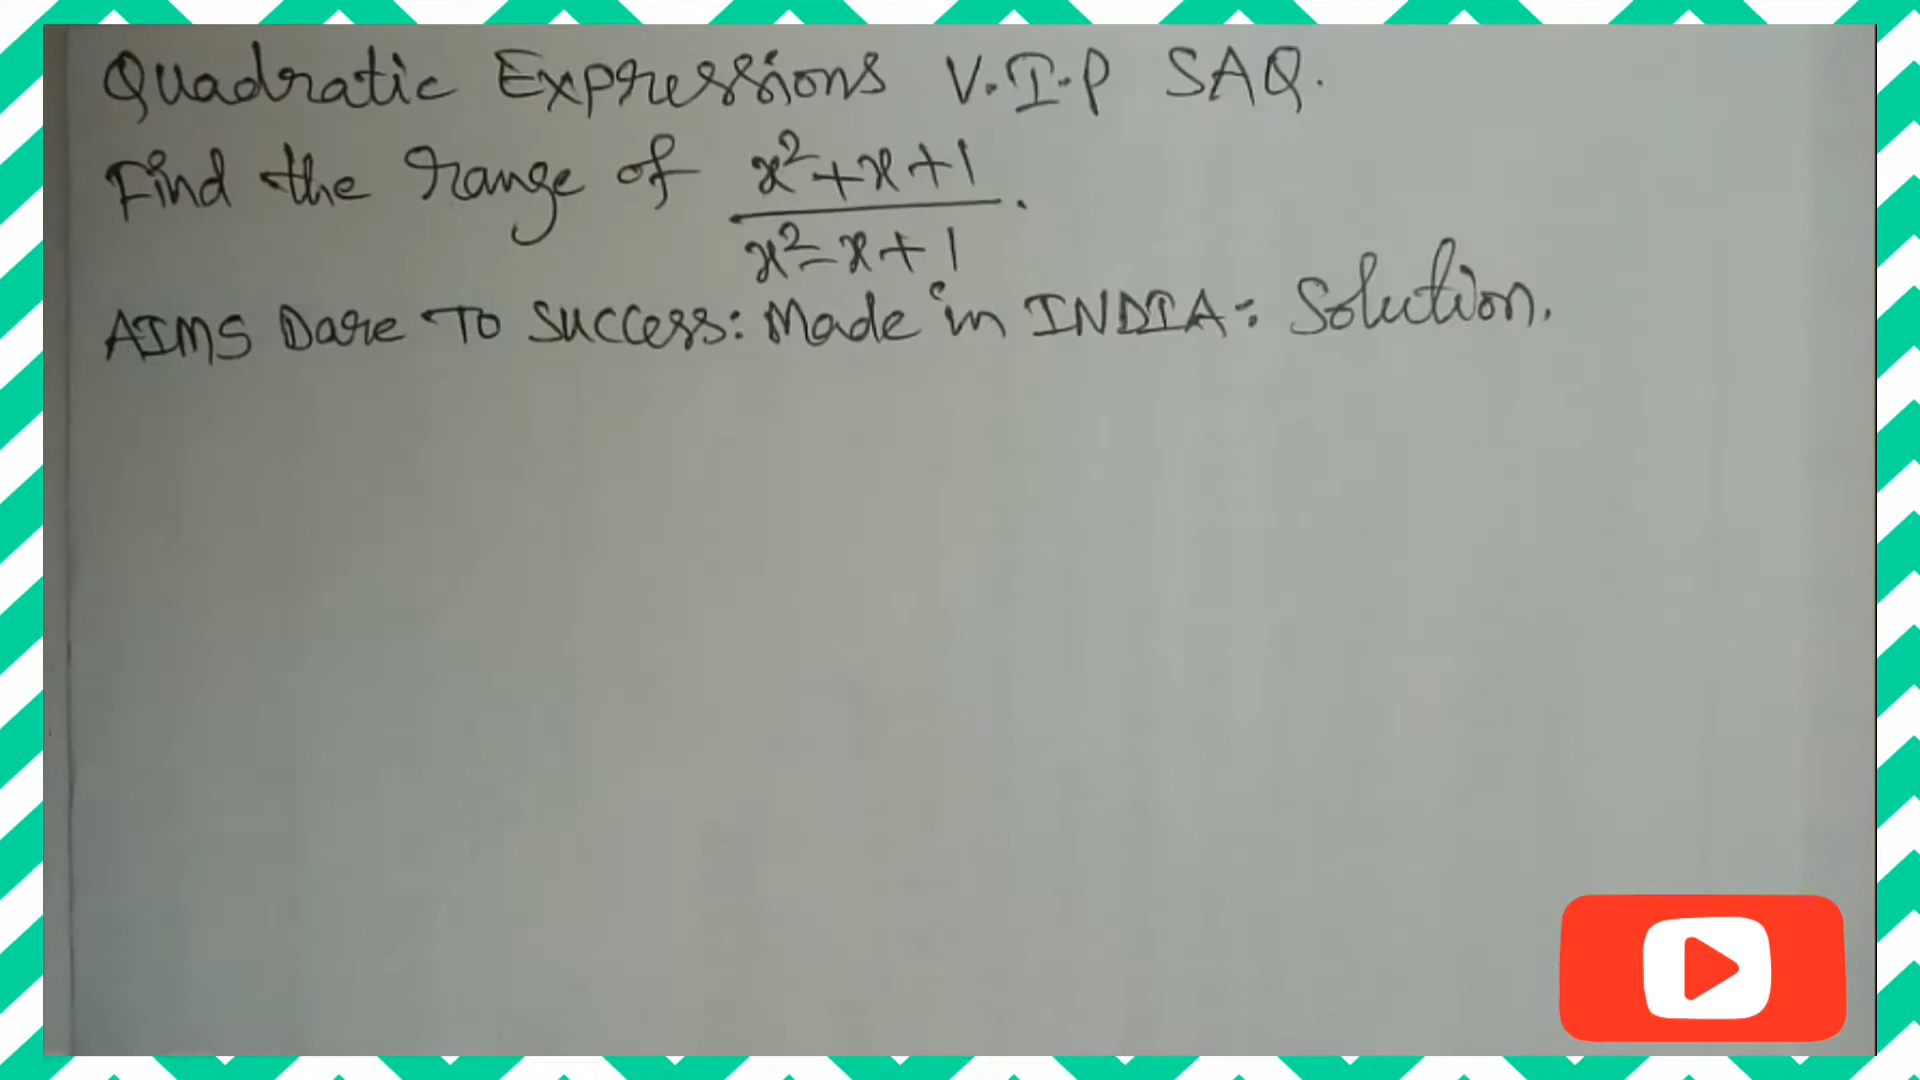 Quadratic Expressions V.I.P SAQ.
Find the range of x²+x+1 / x²-x+1 .
AIMS Dare To Success: Made in INDIA: Solution.